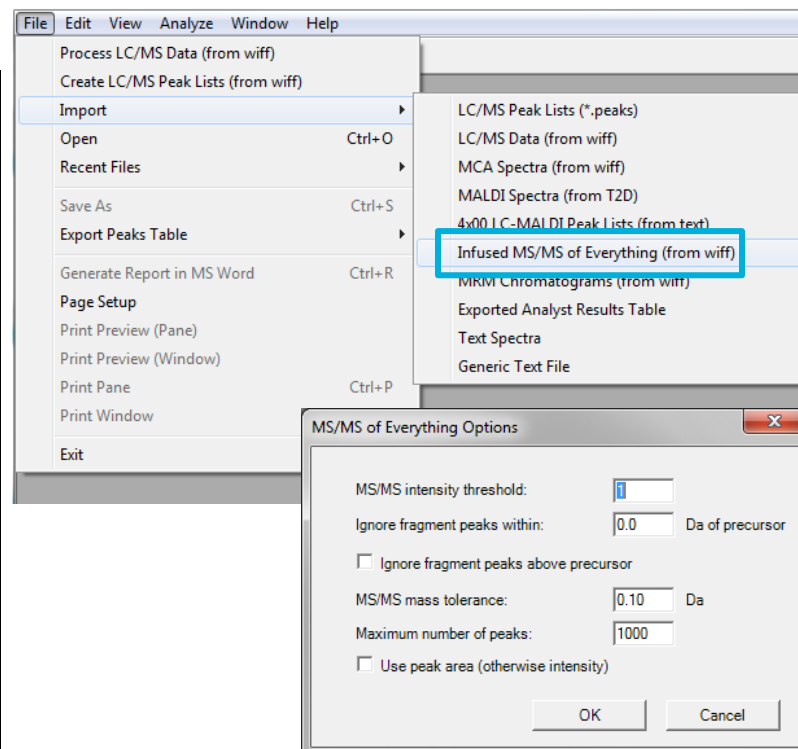 File Edit View Analyze Window Help
Process LC/MS Data (from wiff)
Create LC/MS Peak Lists (from wiff)
Import
Open Ctrl+O
Recent Files
Save As Ctrl+S
Export Peaks Table
Generate Report in MS Word Ctrl+R
Page Setup
Print Preview (Pane)
Print Preview (Window)
Print Pane Ctrl+P
Print Window
Exit
LC/MS Peak Lists (*.peaks)
LC/MS Data (from wiff)
MCA Spectra (from wiff)
MALDI Spectra (from T2D)
4x00 LC-MALDI Peak Lists (from text)
Infused MS/MS of Everything (from wiff)
MRM Chromatograms (from wiff)
Exported Analyst Results Table
Text Spectra
Generic Text File
MS/MS of Everything Options
MS/MS intensity threshold: 1
Ignore fragment peaks within: 0.0 Da of precursor
Ignore fragment peaks above precursor
MS/MS mass tolerance: 0.10 Da
Maximum number of peaks: 1000
Use peak area (otherwise intensity)
OK Cancel